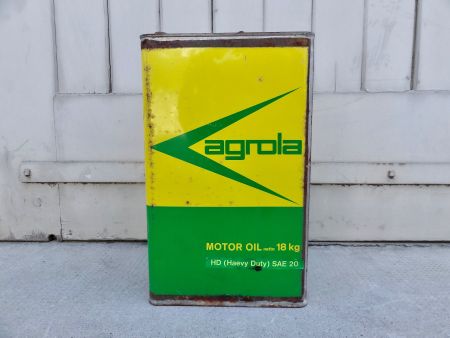 agrola
MOTOR OIL netto 18 kg
HD (Haevy Duty) SAE 20